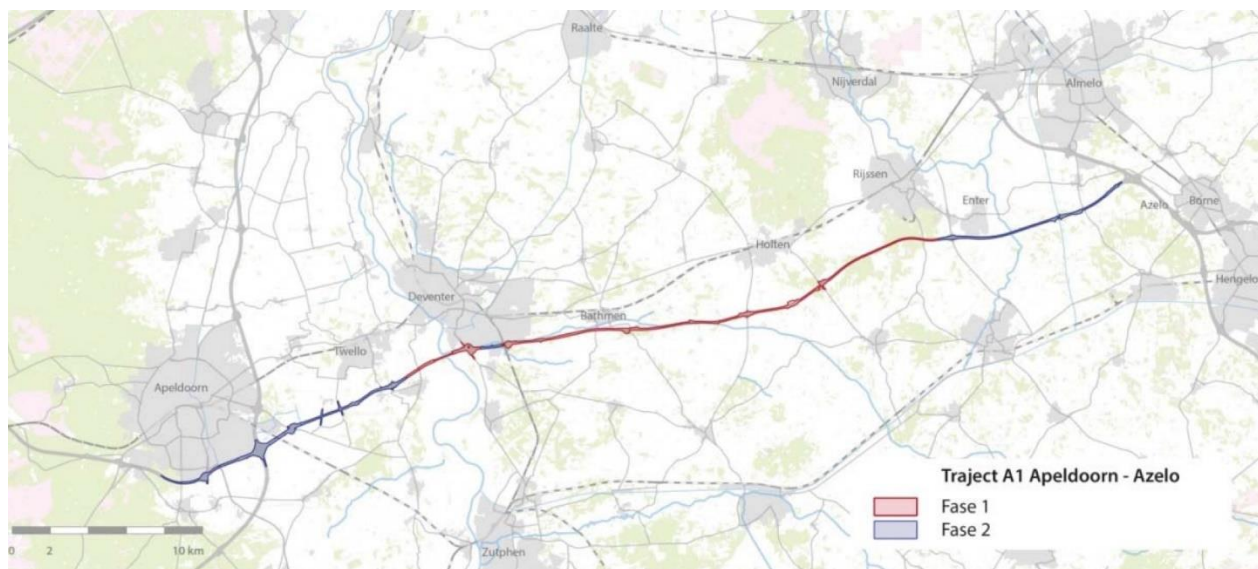 Raalte
Nijverdal
Almelo
Rijssen
Enter
Azelo
Borne
Holten
Hengelo
Deventer
Bathmen
Twello
Apeldoorn
Zutphen
Traject A1 Apeldoorn - Azelo
Fase 1
Fase 2
0 2 10 km